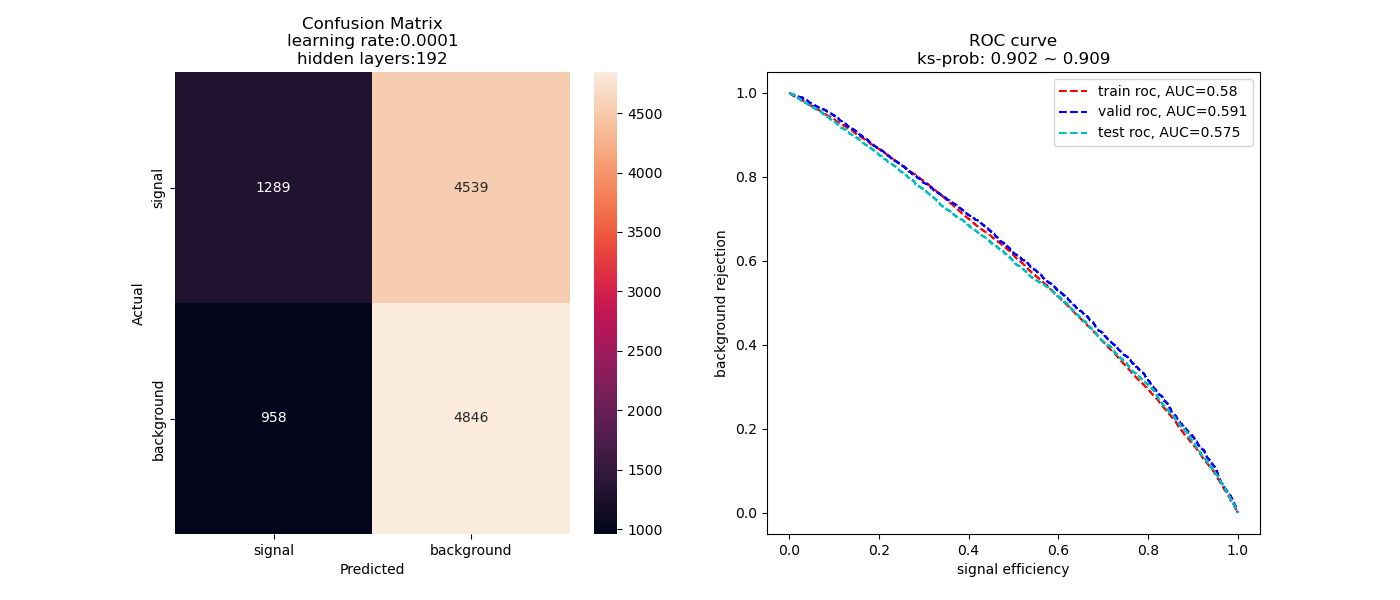 Confusion Matrix
learning rate:0.0001
hidden layers:192
signal
background
Actual
1289
4539
958
4846
signal
background
Predicted
4500
4000
3500
3000
2500
2000
1500
1000
ROC curve
ks-prob: 0.902 ~ 0.909
train roc, AUC=0.58
valid roc, AUC=0.591
test roc, AUC=0.575
background rejection
1.0
0.8
0.6
0.4
0.2
0.0
0.0 0.2 0.4 0.6 0.8 1.0
signal efficiency